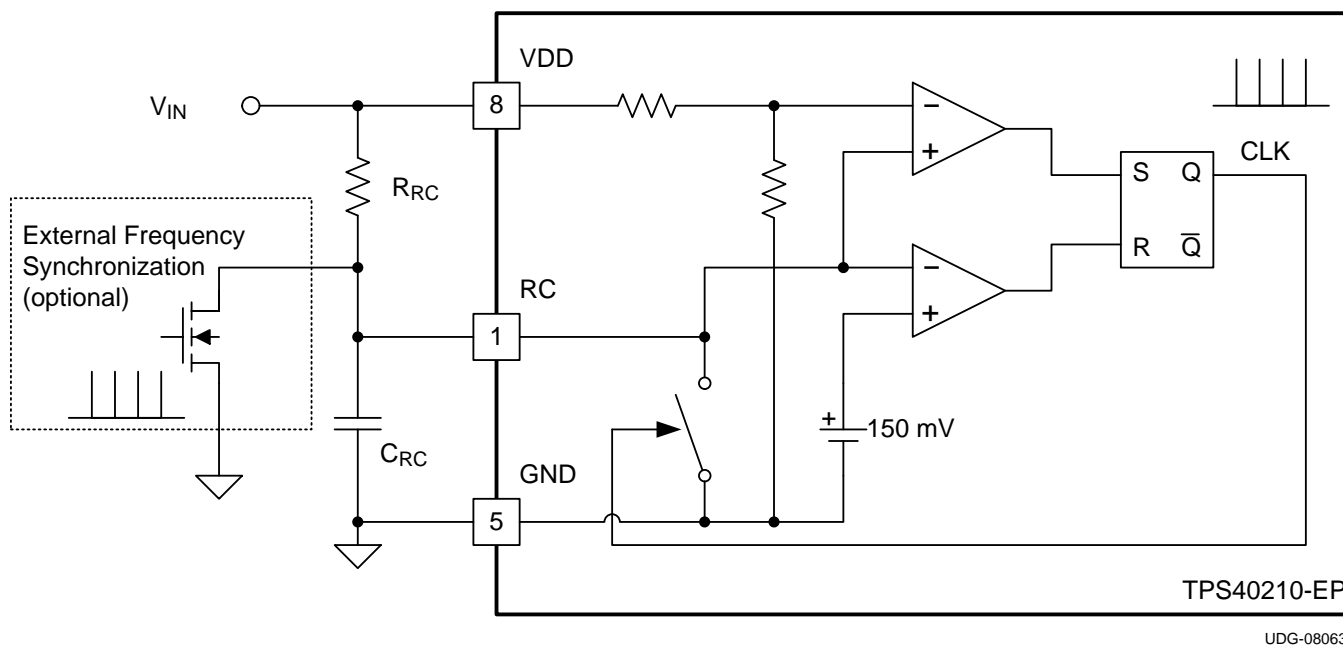 VDD
V_IN
8
−
+
CLK
S Q
R Q̅
R_RC
External Frequency
Synchronization
(optional)
RC
1
−
+
+
150 mV
C_RC
GND
5
TPS40210-EP
UDG-08063